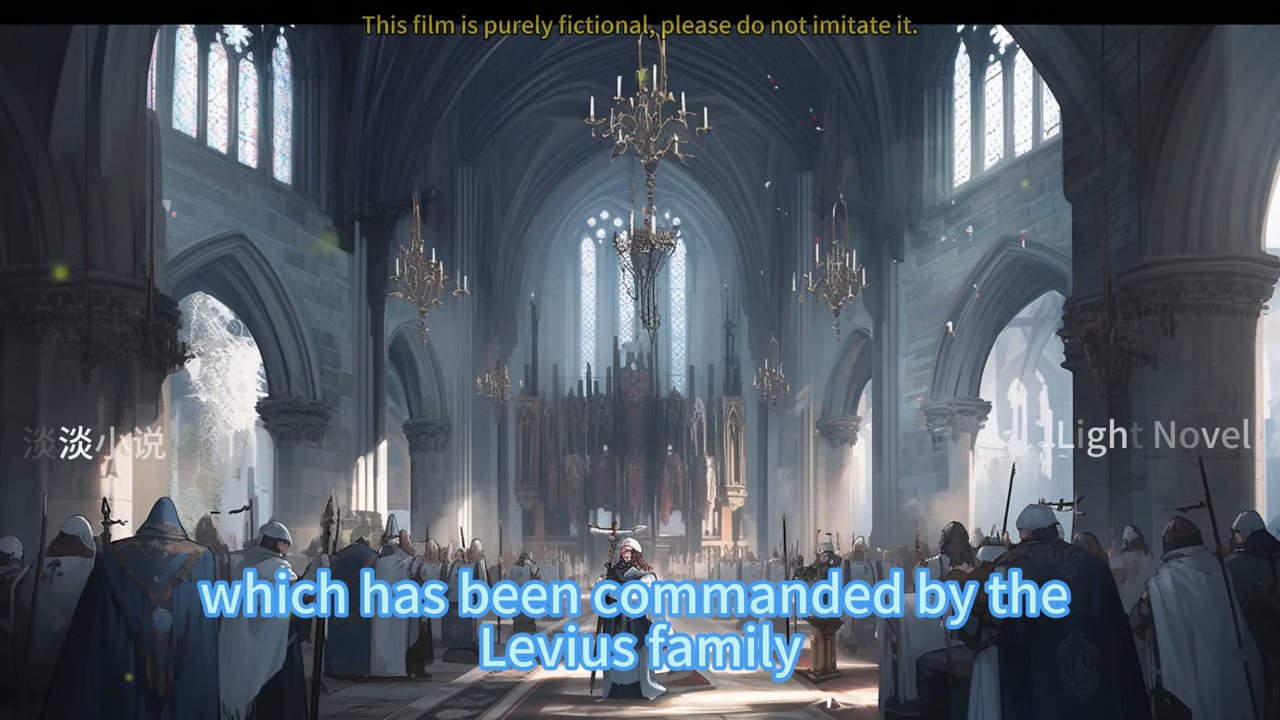 This film is purely fictional, please do not imitate it.
淡淡小说
Light Novel
which has been commanded by the
Levius family